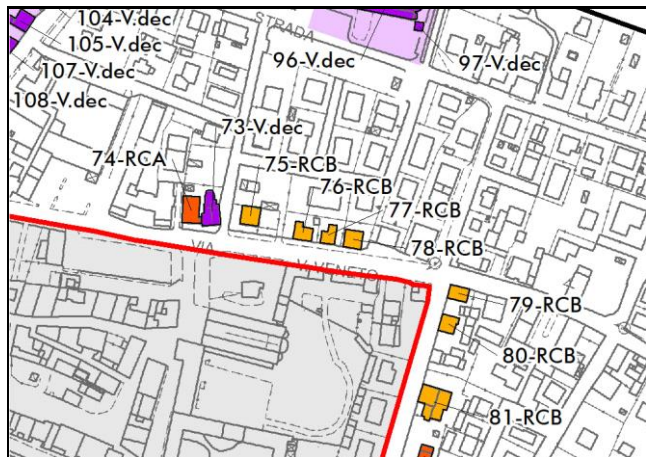 104-V.dec
STRADA
105-V.dec
96-V.dec
97-V.dec
107-V.dec
108-V.dec
73-V.dec
74-RCA
75-RCB
76-RCB
77-RCB
78-RCB
VIA
V. VENETO
79-RCB
80-RCB
81-RCB